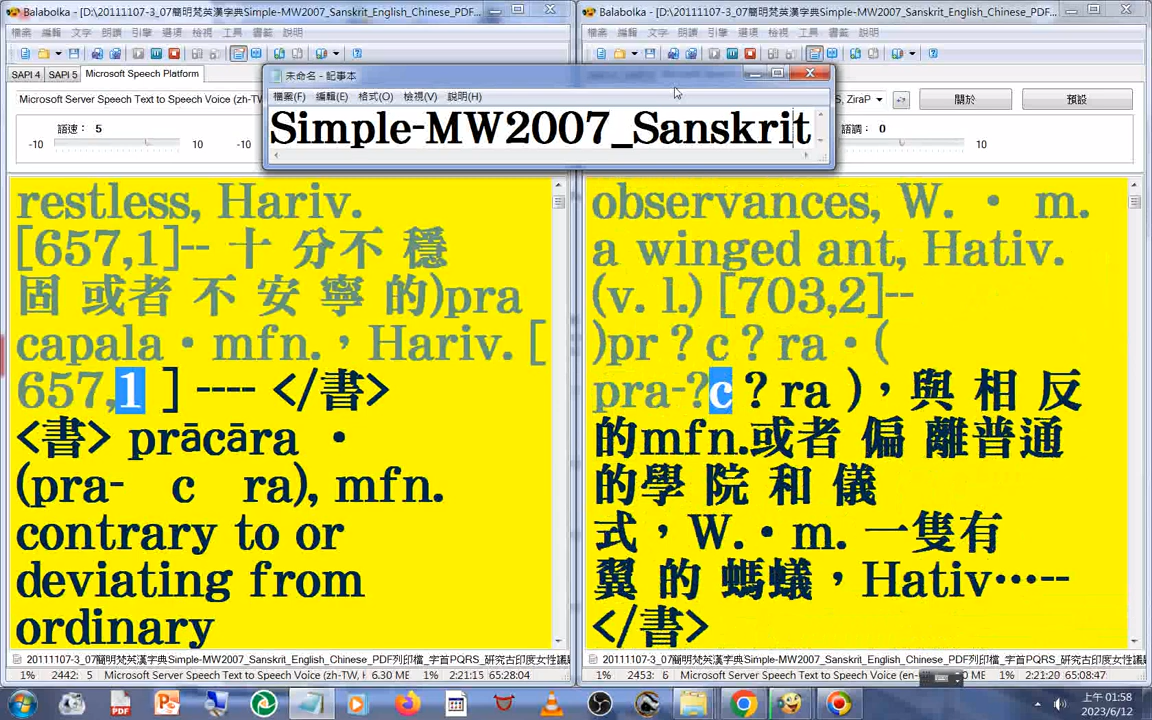 Balabolka - [D:\20111107-3_07簡明梵英漢字典Simple-MW2007_Sanskrit_English_Chinese_PDF...
檔案 編輯 文字 朗讀 引擎 選項 檢視 工具 書籤 說明
SAPI 4 SAPI 5 Microsoft Speech Platform
Microsoft Server Speech Text to Speech Voice (zh-TW,
語速: 5
-10 10 -10
restless, Hariv.
[657,1]-- 十 分不 穩
固 或者 不 安 寧 的)pra
capala • mfn. , Hariv. [
657,1 ] ---- </書>
<書> prācāra •
(pra- c ra), mfn.
contrary to or
deviating from
ordinary
20111107-3_07簡明梵英漢字典Simple-MW2007_Sanskrit_English_Chinese_PDF列印檔_字首PQRS_研究古印度女性議
1% 2442: 5 Microsoft Server Speech Text to Speech Voice (zh-TW, 6.30 ME 1% 2:21:15 65:28:04
未命名 - 記事本
檔案(F) 編輯(E) 格式(O) 檢視(V) 說明(H)
Simple-MW2007_Sanskrit
Balabolka - [D:\20111107-3_07簡明梵英漢字典Simple-MW2007_Sanskrit_English_Chinese_PDF...
檔案 編輯 文字 朗讀 引擎 選項 檢視 工具 書籤 說明
S, ZiraP 關於 預設
語調: 0
10
observances, W. • m.
a winged ant, Hativ.
(v. l.) [703,2]--
)pr ? c ? ra • (
pra-?c ? ra ),與 相 反
的mfn.或者 偏 離普通
的學 院 和 儀
式,W. • m. 一隻有
翼 的 螞蟻,Hativ…--
</書>
20111107-3_07簡明梵英漢字典Simple-MW2007_Sanskrit_English_Chinese_PDF列印檔_字首PQRS_研究古印度女性議
1% 2453: 6 Microsoft Server Speech Text to Speech Voice (en- 6.30 ME 1% 2:21:20 65:08:47
上午 01:58
2023/6/12